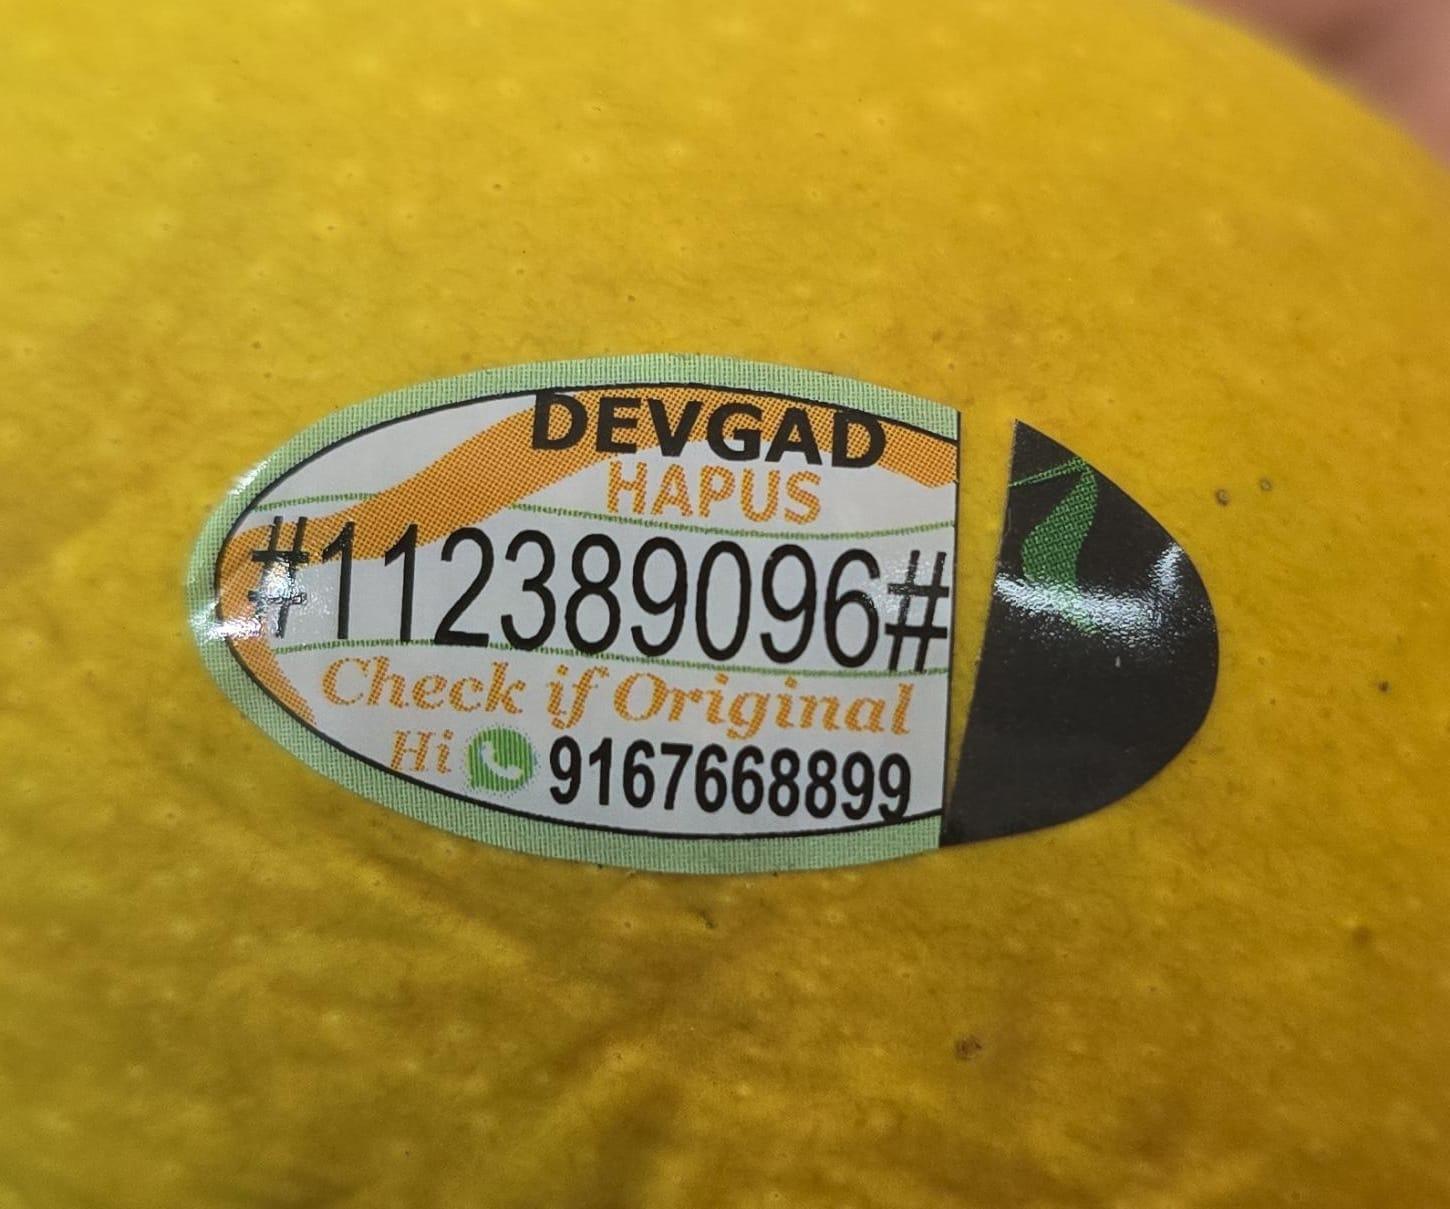 DEVGAD
HAPUS
#112389096#
Check if Original
Hi 9167668899